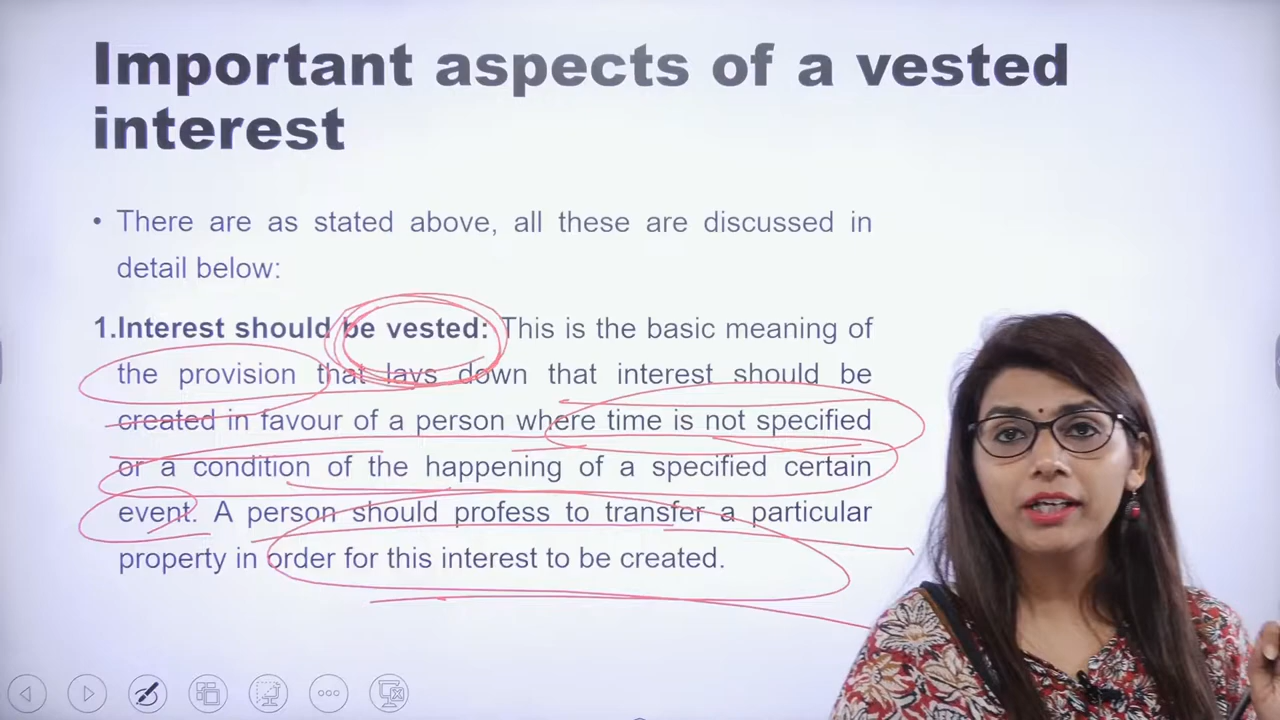 Important aspects of a vested
interest
• There are as stated above, all these are discussed in
detail below:
1.Interest should be vested: This is the basic meaning of
the provision that lays down that interest should be
created in favour of a person where time is not specified
or a condition of the happening of a specified certain
event. A person should profess to transfer a particular
property in order for this interest to be created.